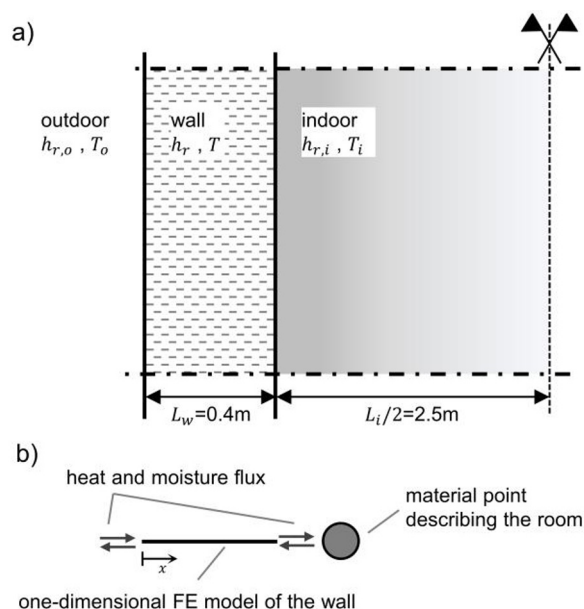 a)
outdoor
h_{r,o} , T_o
wall
h_r , T
indoor
h_{r,i} , T_i
L_w=0.4m
L_i/2=2.5m
b)
heat and moisture flux
material point
describing the room
x
one-dimensional FE model of the wall